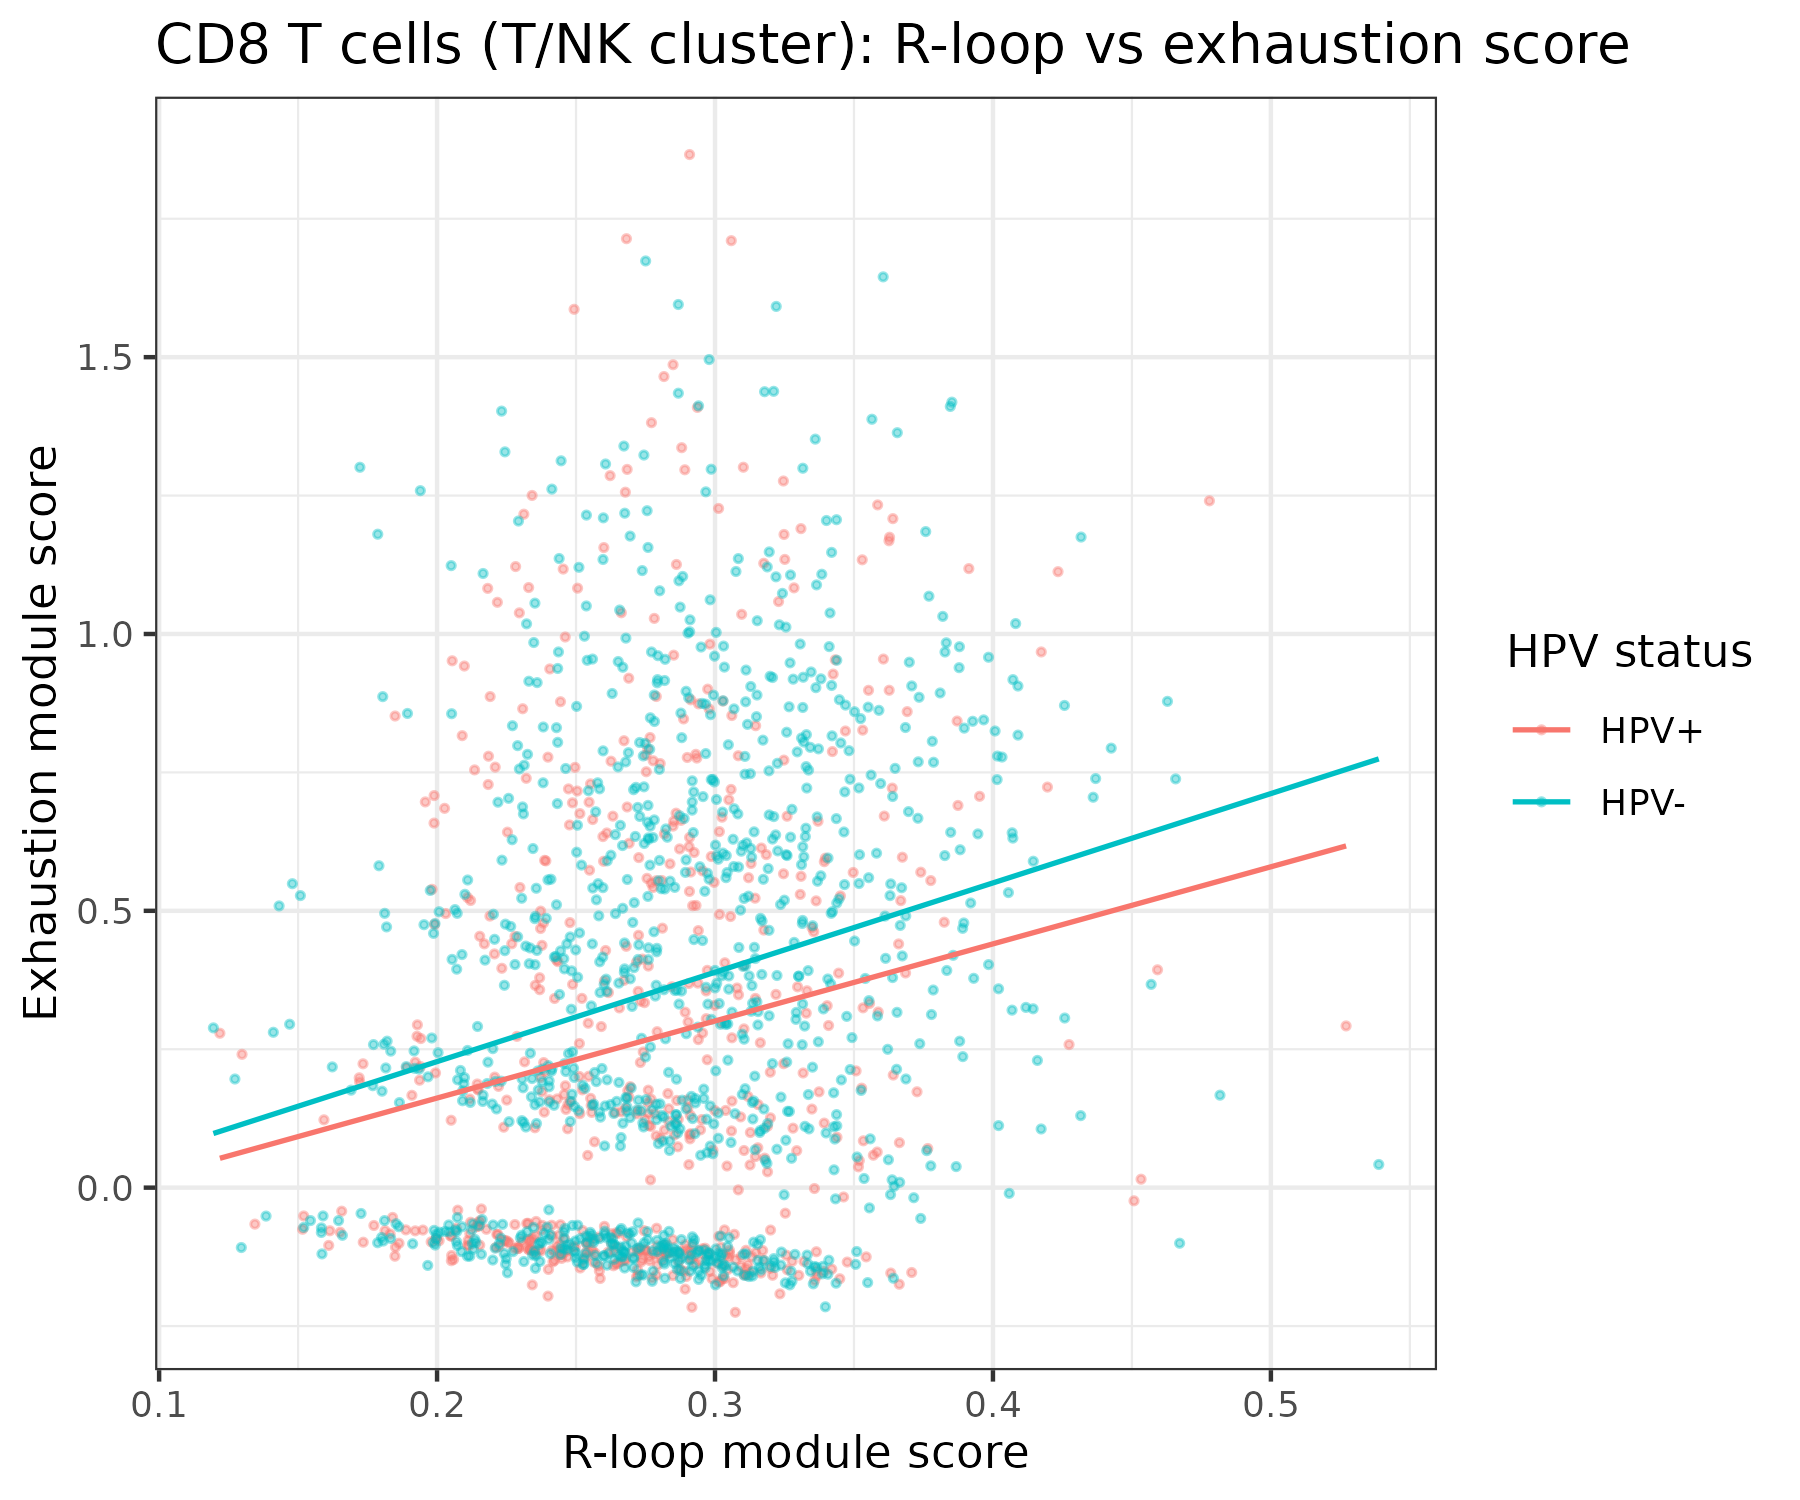 CD8 T cells (T/NK cluster): R-loop vs exhaustion score
Exhaustion module score
1.5
1.0
0.5
0.0
0.1 0.2 0.3 0.4 0.5
R-loop module score
HPV status
HPV+
HPV-